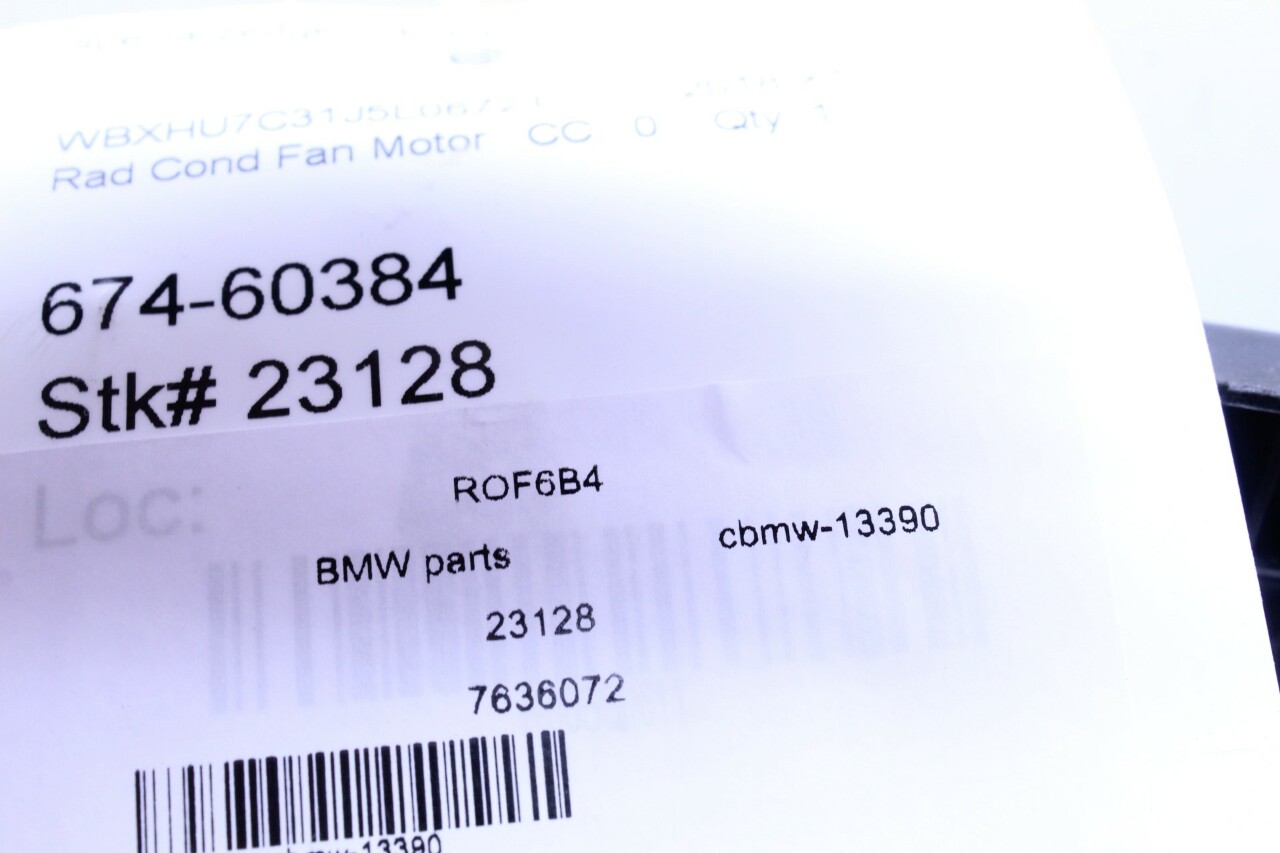 Rad Cond Fan Motor CC 0 Qty 1
674-60384
Stk# 23128
Loc:
ROF6B4
BMW parts
cbmw-13390
23128
7636072